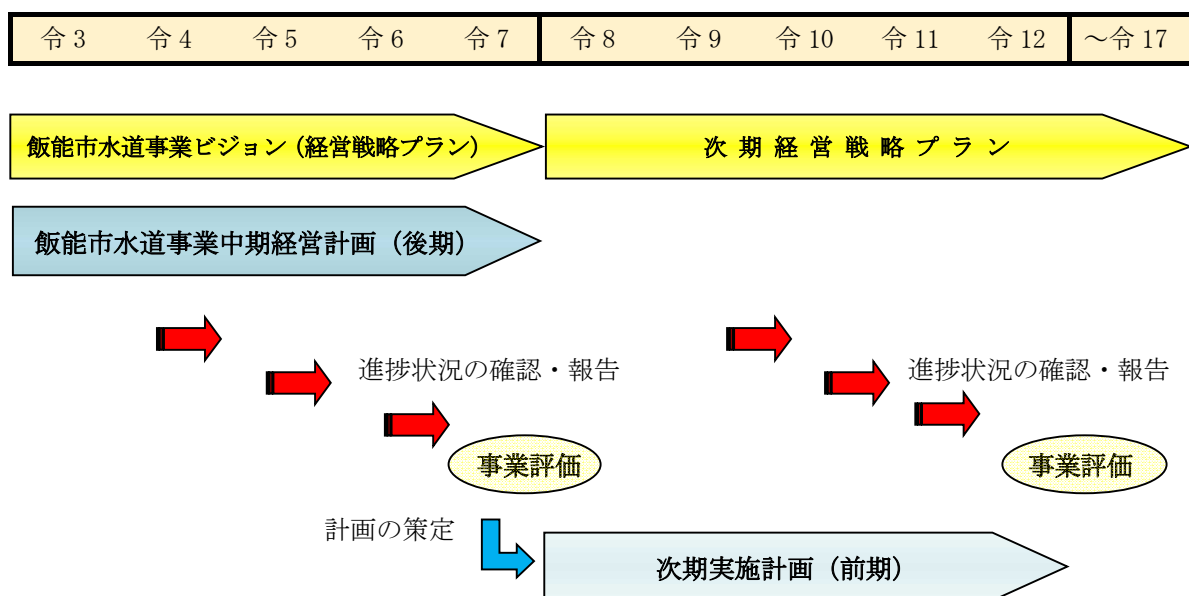 令3 令4 令5 令6 令7 令8 令9 令10 令11 令12 ～令17
飯能市水道事業ビジョン（経営戦略プラン） 次期経営戦略プラン
飯能市水道事業中期経営計画（後期）
進捗状況の確認・報告 進捗状況の確認・報告
事業評価 事業評価
計画の策定
次期実施計画（前期）